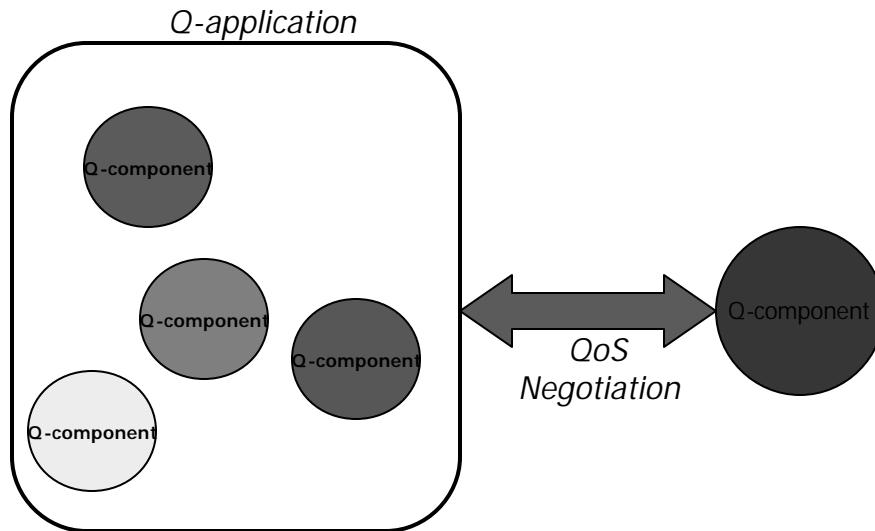 Q-application
Q-component
Q-component
Q-component
Q-component
QoS
Negotiation
Q-component